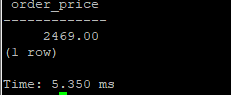 order_price
-------------
2469.00
(1 row)
Time: 5.350 ms